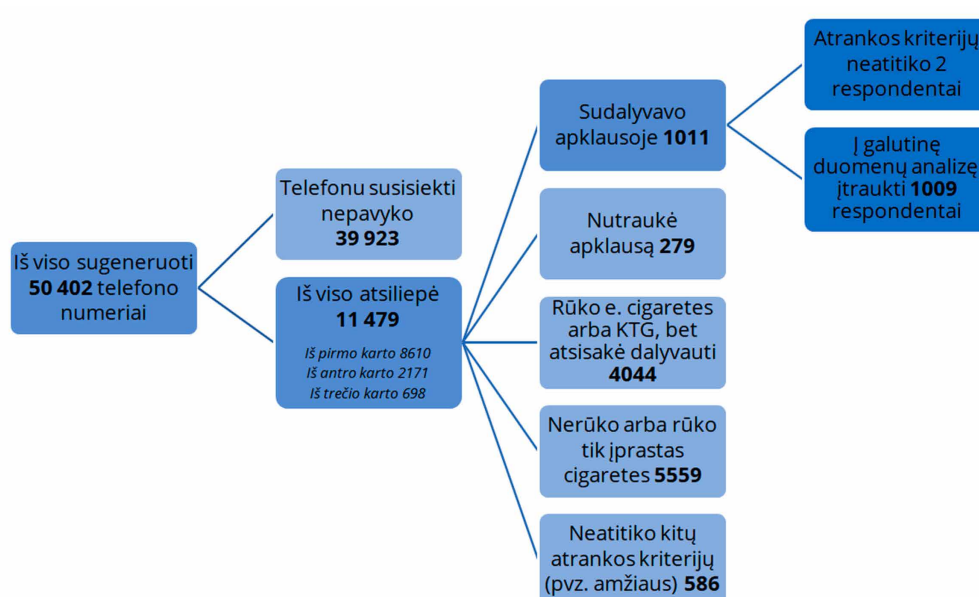 Iš viso sugeneruoti
50 402 telefono
numeriai
Telefonu susisiekti
nepavyko
39 923
Iš viso atsiliepė
11 479
Iš pirmo karto 8610
Iš antro karto 2171
Iš trečio karto 698
Sudalyvavo
apklausoje 1011
Nutraukė
apklausą 279
Rūko e. cigaretes
arba KTG, bet
atsisakė dalyvauti
4044
Nerūko arba rūko
tik įprastas
cigaretes 5559
Neatitiko kitų
atrankos kriterijų
(pvz. amžiaus) 586
Atrankos kriterijų
neatitiko 2
respondentai
Į galutinę
duomenų analizę
įtraukti 1009
respondentai